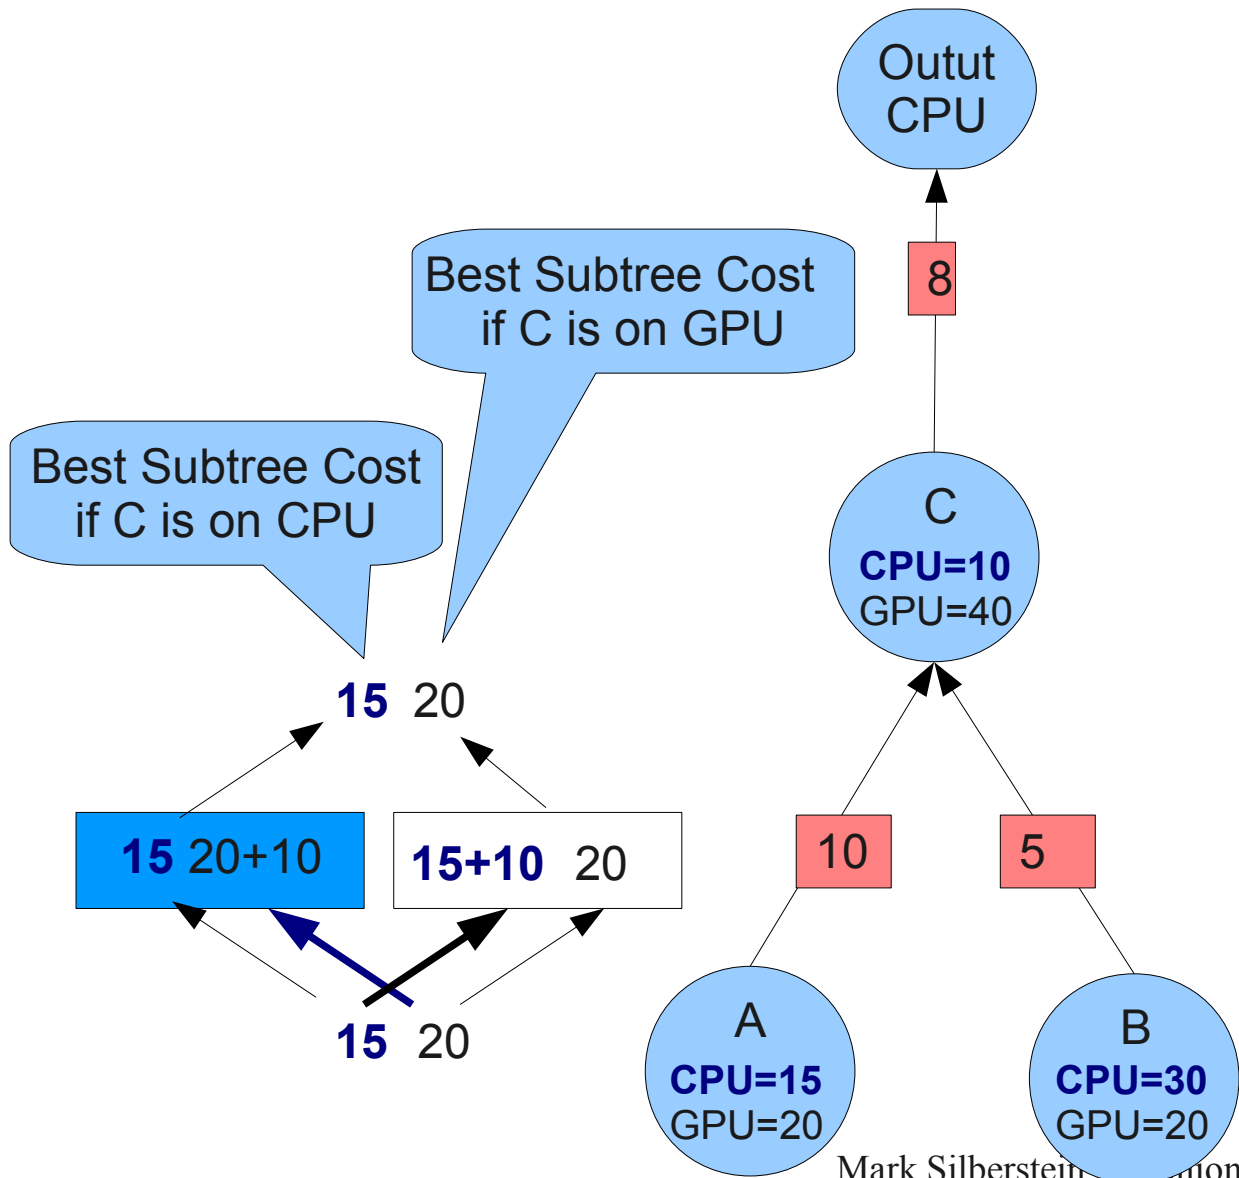 Outut
CPU
8
Best Subtree Cost
if C is on GPU
Best Subtree Cost
if C is on CPU
C
CPU=10
GPU=40
15 20
15 20+10
15+10 20
10
5
15 20
A
CPU=15
GPU=20
B
CPU=30
GPU=20
Mark Silberstein